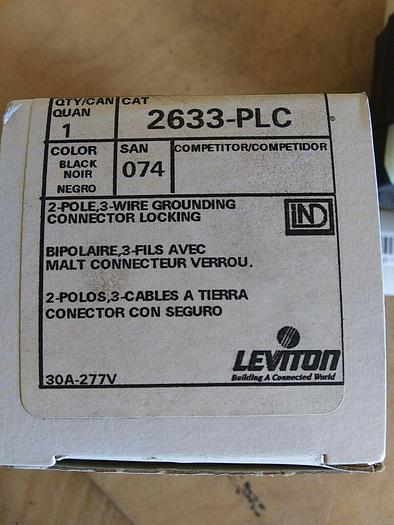 QTY/CAN CAT
QUAN
1
2633-PLC
COLOR
BLACK
NOIR
NEGRO
SAN
074
COMPETITOR/COMPETIDOR
2-POLE,3-WIRE GROUNDING
CONNECTOR LOCKING
IND
BIPOLAIRE,3-FILS AVEC
MALT CONNECTEUR VERROU.
2-POLOS,3-CABLES A TIERRA
CONECTOR CON SEGURO
LEVITON
Building A Connected World
30A-277V